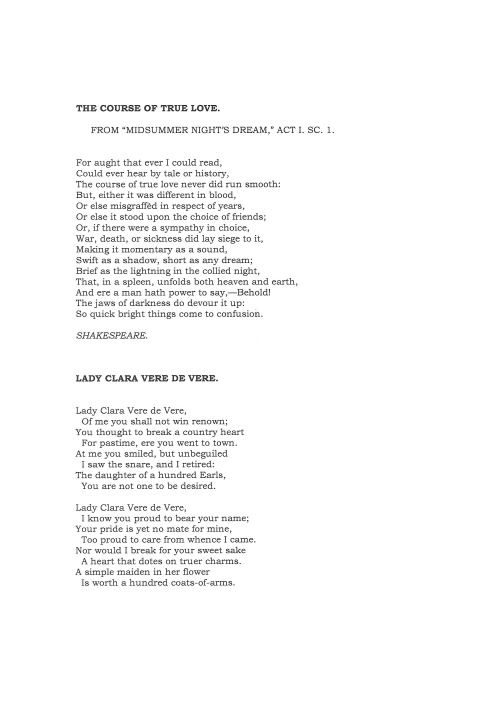 THE COURSE OF TRUE LOVE.
FROM “MIDSUMMER NIGHT’S DREAM,” ACT I. SC. 1.
For aught that ever I could read,
Could ever hear by tale or history,
The course of true love never did run smooth:
But, either it was different in blood,
Or else misgraffèd in respect of years,
Or else it stood upon the choice of friends;
Or, if there were a sympathy in choice,
War, death, or sickness did lay siege to it,
Making it momentary as a sound,
Swift as a shadow, short as any dream;
Brief as the lightning in the collied night,
That, in a spleen, unfolds both heaven and earth,
And ere a man hath power to say,—Behold!
The jaws of darkness do devour it up:
So quick bright things come to confusion.
SHAKESPEARE.
LADY CLARA VERE DE VERE.
Lady Clara Vere de Vere,
Of me you shall not win renown;
You thought to break a country heart
For pastime, ere you went to town.
At me you smiled, but unbeguiled
I saw the snare, and I retired:
The daughter of a hundred Earls,
You are not one to be desired.
Lady Clara Vere de Vere,
I know you proud to bear your name;
Your pride is yet no mate for mine,
Too proud to care from whence I came.
Nor would I break for your sweet sake
A heart that dotes on truer charms.
A simple maiden in her flower
Is worth a hundred coats-of-arms.